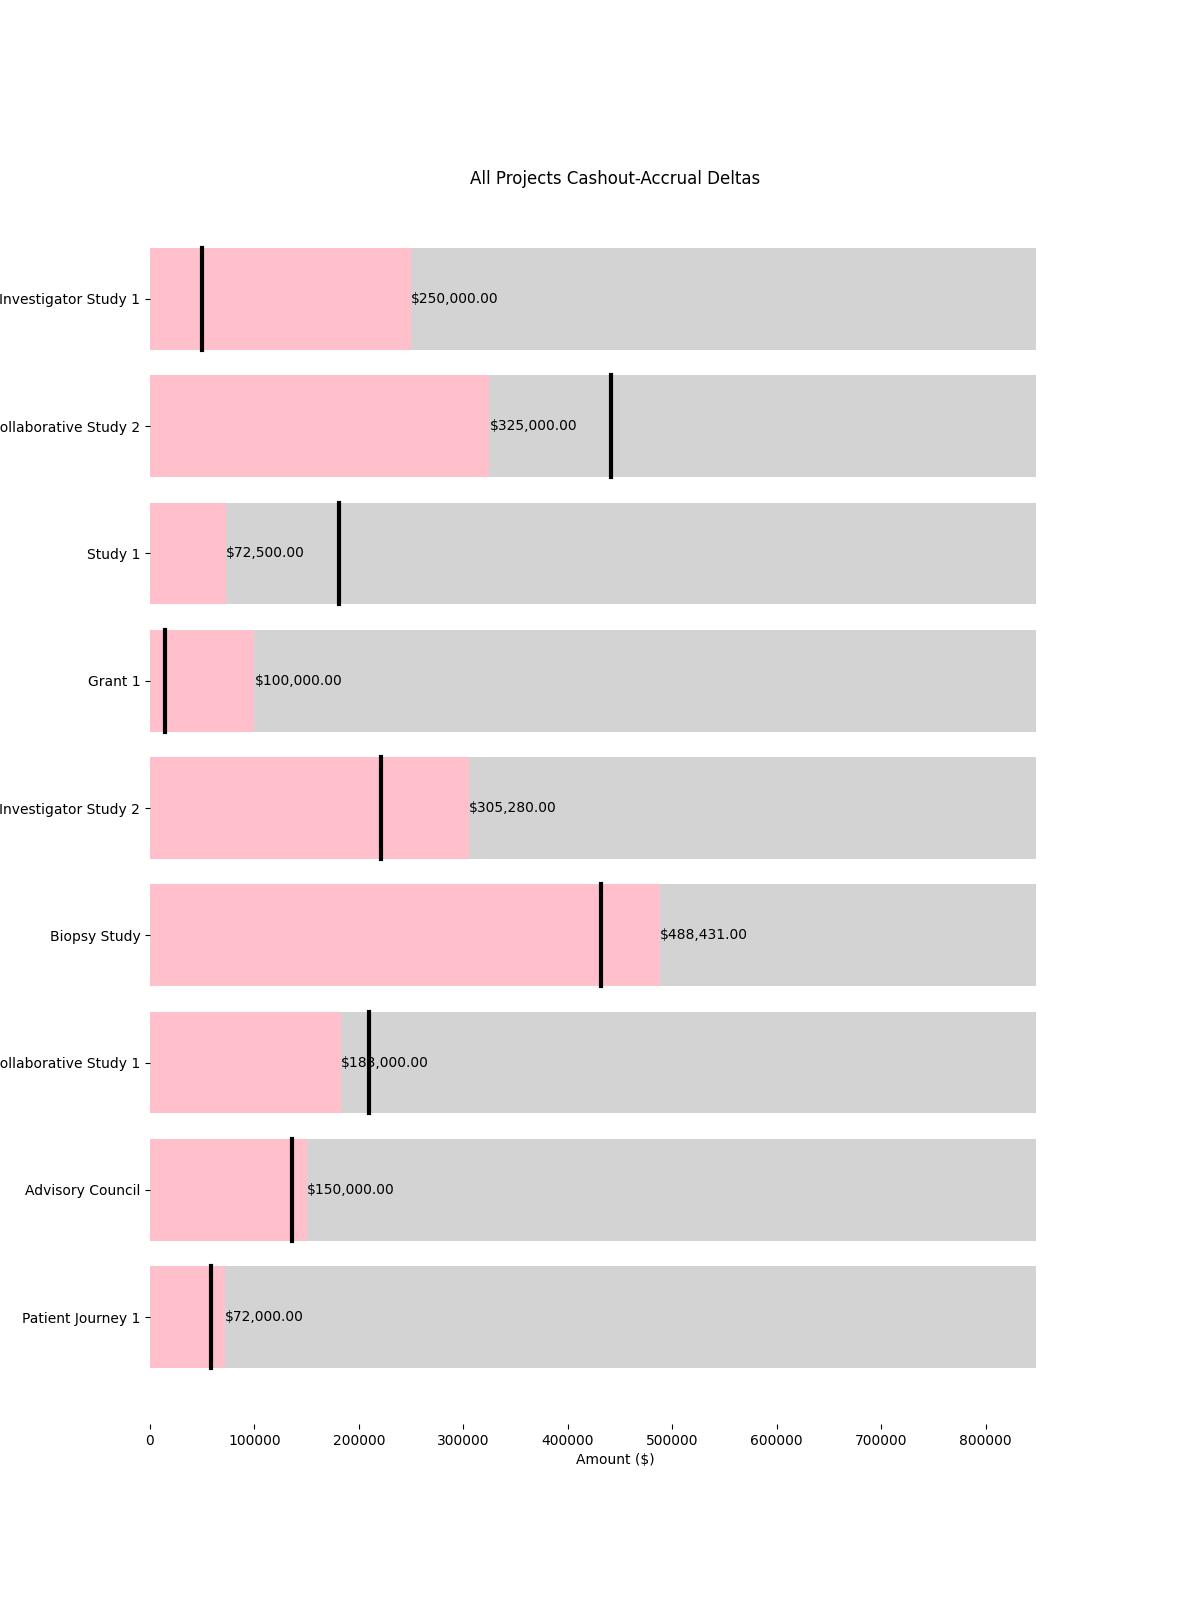 All Projects Cashout-Accrual Deltas
Investigator Study 1
$250,000.00
ollaborative Study 2
$325,000.00
Study 1
$72,500.00
Grant 1
$100,000.00
Investigator Study 2
$305,280.00
Biopsy Study
$488,431.00
ollaborative Study 1
$183,000.00
Advisory Council
$150,000.00
Patient Journey 1
$72,000.00
0 100000 200000 300000 400000 500000 600000 700000 800000
Amount ($)